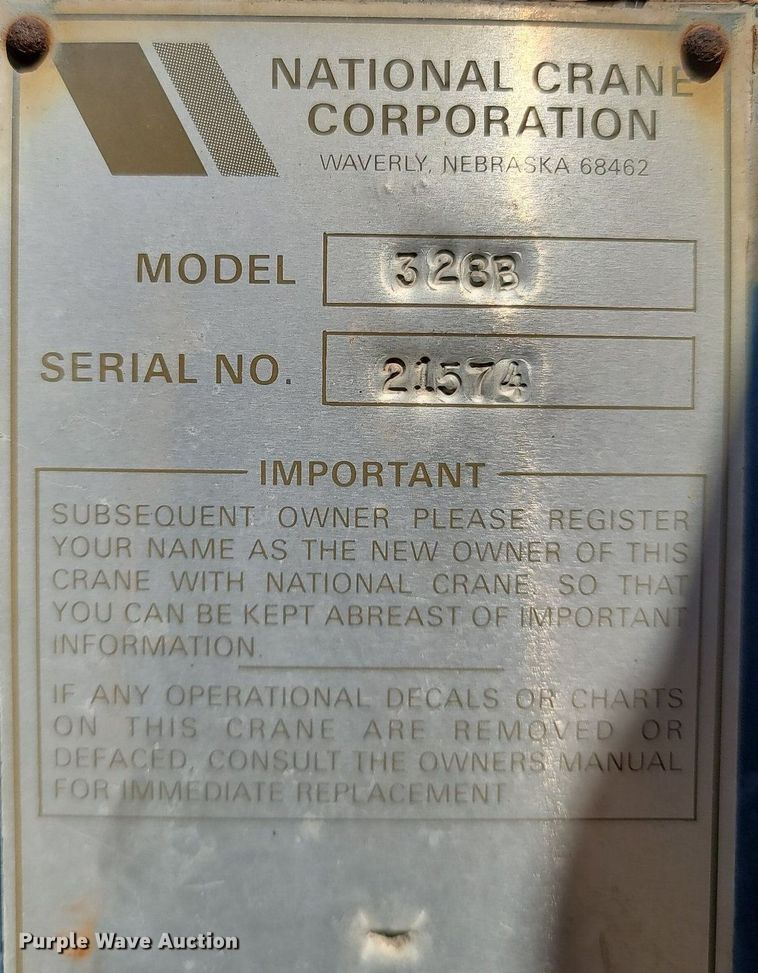 NATIONAL CRANE
CORPORATION
WAVERLY, NEBRASKA 68462
MODEL 328B
SERIAL NO. 21574
IMPORTANT
SUBSEQUENT OWNER PLEASE REGISTER
YOUR NAME AS THE NEW OWNER OF THIS
CRANE WITH NATIONAL CRANE, SO THAT
YOU CAN BE KEPT ABREAST OF IMPORTANT
INFORMATION.
IF ANY OPERATIONAL DECALS OR CHARTS
ON THIS CRANE ARE REMOVED OR
DEFACED, CONSULT THE OWNERS MANUAL
FOR IMMEDIATE REPLACEMENT
Purple Wave Auction